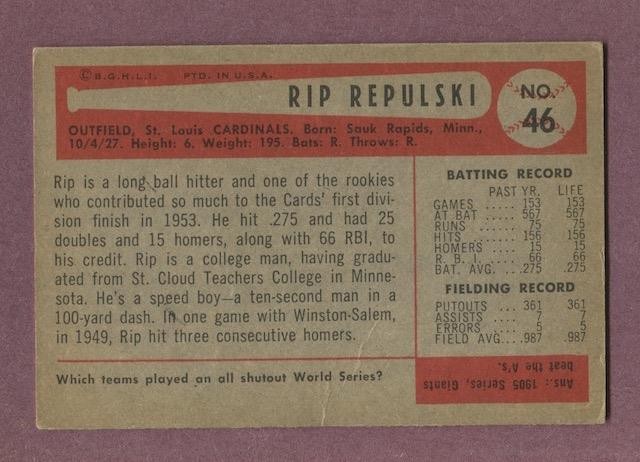 © B.G.H.L.I. PTD. IN U.S.A.
RIP REPULSKI
NO.
46
OUTFIELD, St. Louis CARDINALS. Born: Sauk Rapids, Minn.,
10/4/27. Height: 6. Weight: 195. Bats: R. Throws: R.
Rip is a long ball hitter and one of the rookies
who contributed so much to the Cards' first divi-
sion finish in 1953. He hit .275 and had 25
doubles and 15 homers, along with 66 RBI, to
his credit. Rip is a college man, having gradu-
ated from St. Cloud Teachers College in Minne-
sota. He's a speed boy—a ten-second man in a
100-yard dash. In one game with Winston-Salem,
in 1949, Rip hit three consecutive homers.
BATTING RECORD
PAST YR. LIFE
GAMES ..... 153 153
AT BAT ..... 567 567
RUNS ..... 75 75
HITS ..... 156 156
HOMERS .... 15 15
R. B. I. ..... 66 66
BAT. AVG. ... .275 .275
FIELDING RECORD
PUTOUTS ... 361 361
ASSISTS .... 7 7
ERRORS .... 5 5
FIELD AVG.... .987 .987
Which teams played an all shutout World Series?
Ans.: 1905 Series, Giants
beat the A's.